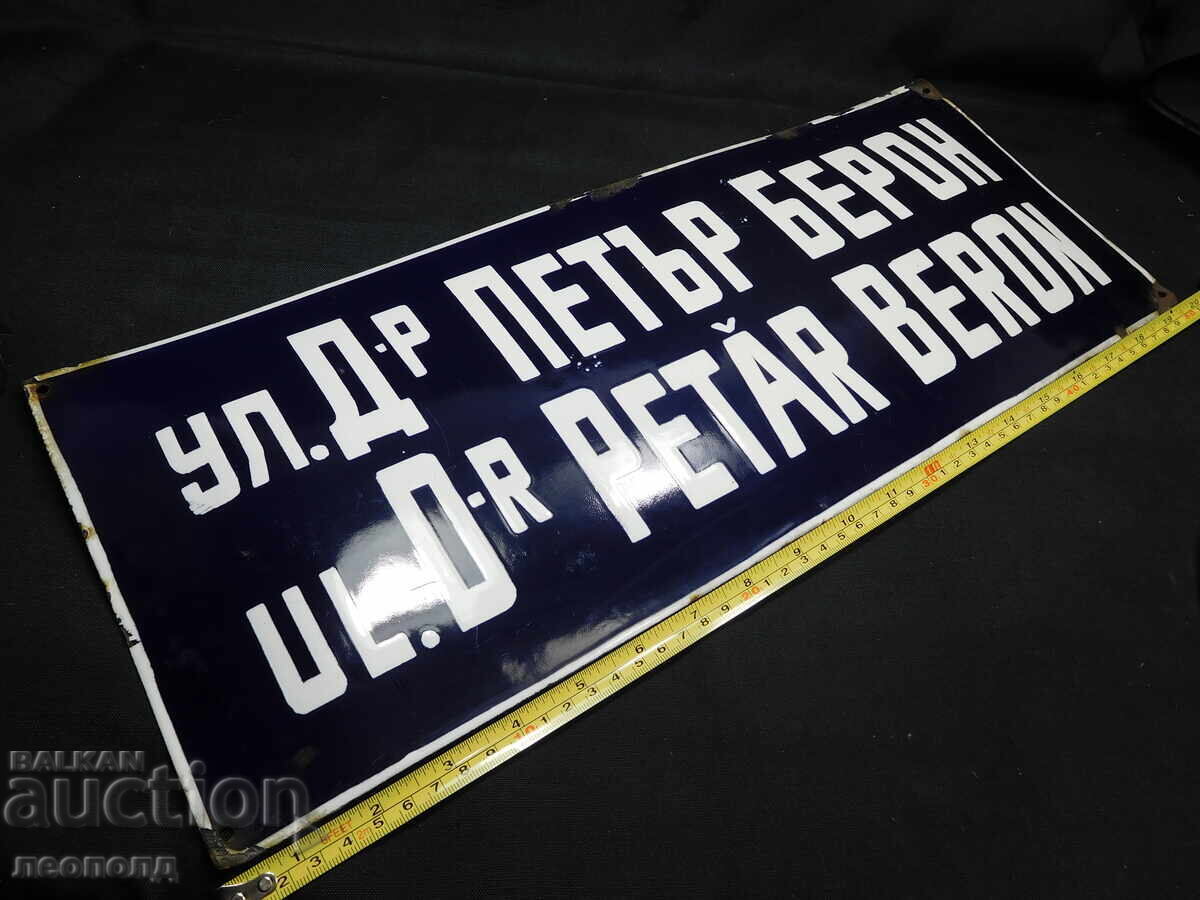 ул. Д-р ПЕТЪР БЕРОН
UL. D-R PETĂR BERON
BALKAN
auction
леополд